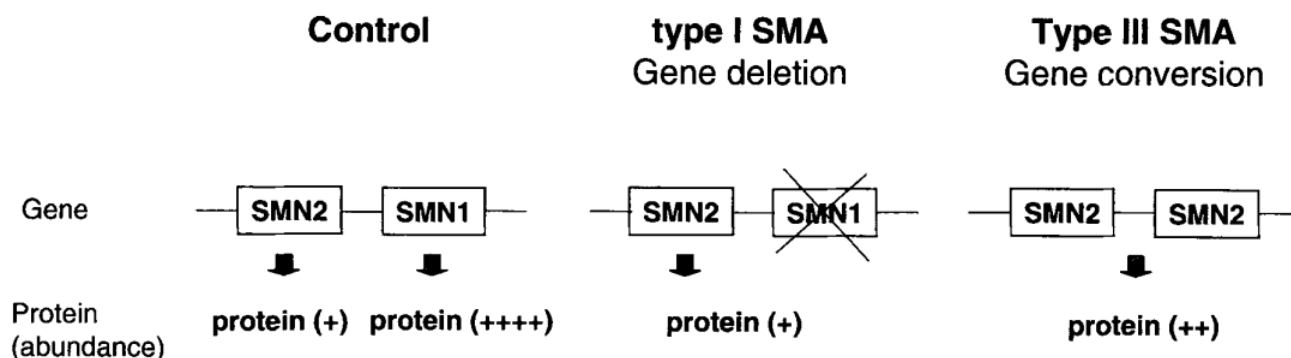 Control type I SMA Type III SMA
Gene deletion Gene conversion
Gene SMN2 SMN1 SMN2 SMN1 SMN2 SMN2
Protein protein (+) protein (++++) protein (+) protein (++)
(abundance)